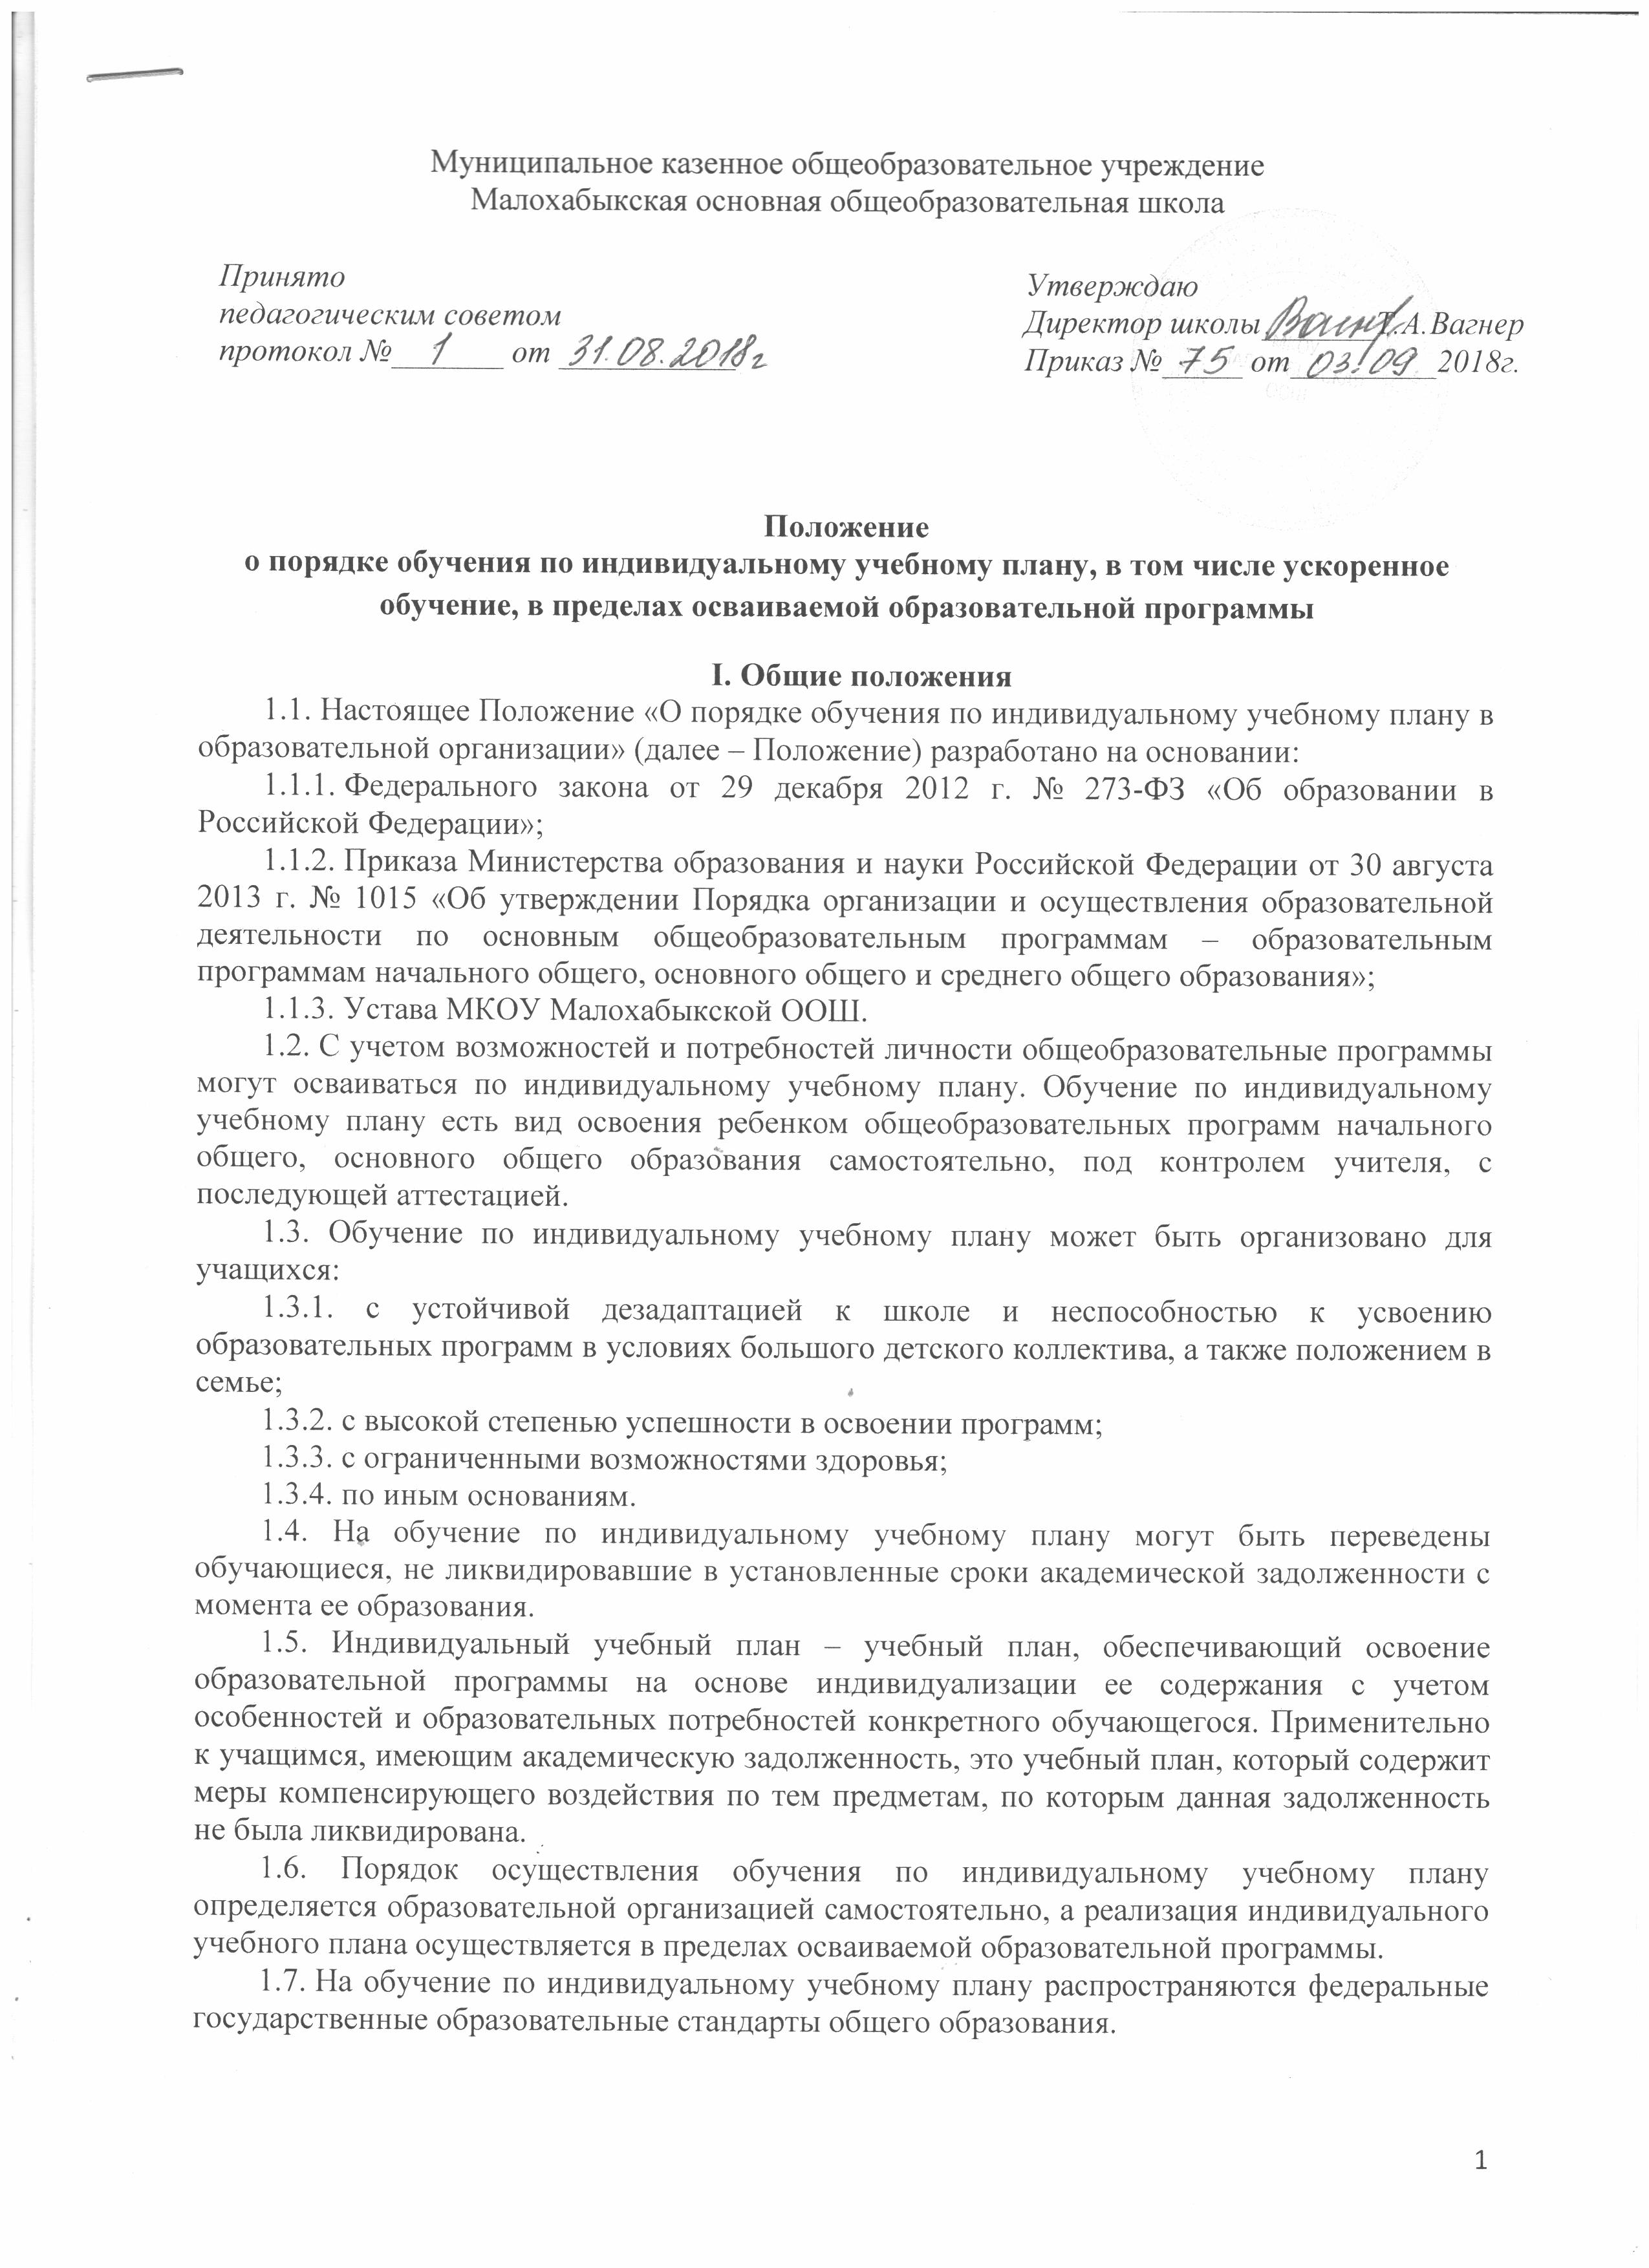 Муниципальное казенное общеобразовательное учреждение
Малохабыкская основная общеобразовательная школа
Принято
педагогическим советом
протокол № 1 от 31.08.2018г
Утверждаю
Директор школы Т.А.Вагнер
Приказ № 75 от 03.09 2018г.
Положение
о порядке обучения по индивидуальному учебному плану, в том числе ускоренное
обучение, в пределах осваиваемой образовательной программы
I. Общие положения
1.1. Настоящее Положение «О порядке обучения по индивидуальному учебному плану в
образовательной организации» (далее – Положение) разработано на основании:
1.1.1. Федерального закона от 29 декабря 2012 г. № 273-ФЗ «Об образовании в
Российской Федерации»;
1.1.2. Приказа Министерства образования и науки Российской Федерации от 30 августа
2013 г. № 1015 «Об утверждении Порядка организации и осуществления образовательной
деятельности по основным общеобразовательным программам – образовательным
программам начального общего, основного общего и среднего общего образования»;
1.1.3. Устава МКОУ Малохабыкской ООШ.
1.2. С учетом возможностей и потребностей личности общеобразовательные программы
могут осваиваться по индивидуальному учебному плану. Обучение по индивидуальному
учебному плану есть вид освоения ребенком общеобразовательных программ начального
общего, основного общего образования самостоятельно, под контролем учителя, с
последующей аттестацией.
1.3. Обучение по индивидуальному учебному плану может быть организовано для
учащихся:
1.3.1. с устойчивой дезадаптацией к школе и неспособностью к усвоению
образовательных программ в условиях большого детского коллектива, а также положением в
семье;
1.3.2. с высокой степенью успешности в освоении программ;
1.3.3. с ограниченными возможностями здоровья;
1.3.4. по иным основаниям.
1.4. На обучение по индивидуальному учебному плану могут быть переведены
обучающиеся, не ликвидировавшие в установленные сроки академической задолженности с
момента ее образования.
1.5. Индивидуальный учебный план – учебный план, обеспечивающий освоение
образовательной программы на основе индивидуализации ее содержания с учетом
особенностей и образовательных потребностей конкретного обучающегося. Применительно
к учащимся, имеющим академическую задолженность, это учебный план, который содержит
меры компенсирующего воздействия по тем предметам, по которым данная задолженность
не была ликвидирована.
1.6. Порядок осуществления обучения по индивидуальному учебному плану
определяется образовательной организацией самостоятельно, а реализация индивидуального
учебного плана осуществляется в пределах осваиваемой образовательной программы.
1.7. На обучение по индивидуальному учебному плану распространяются федеральные
государственные образовательные стандарты общего образования.
1